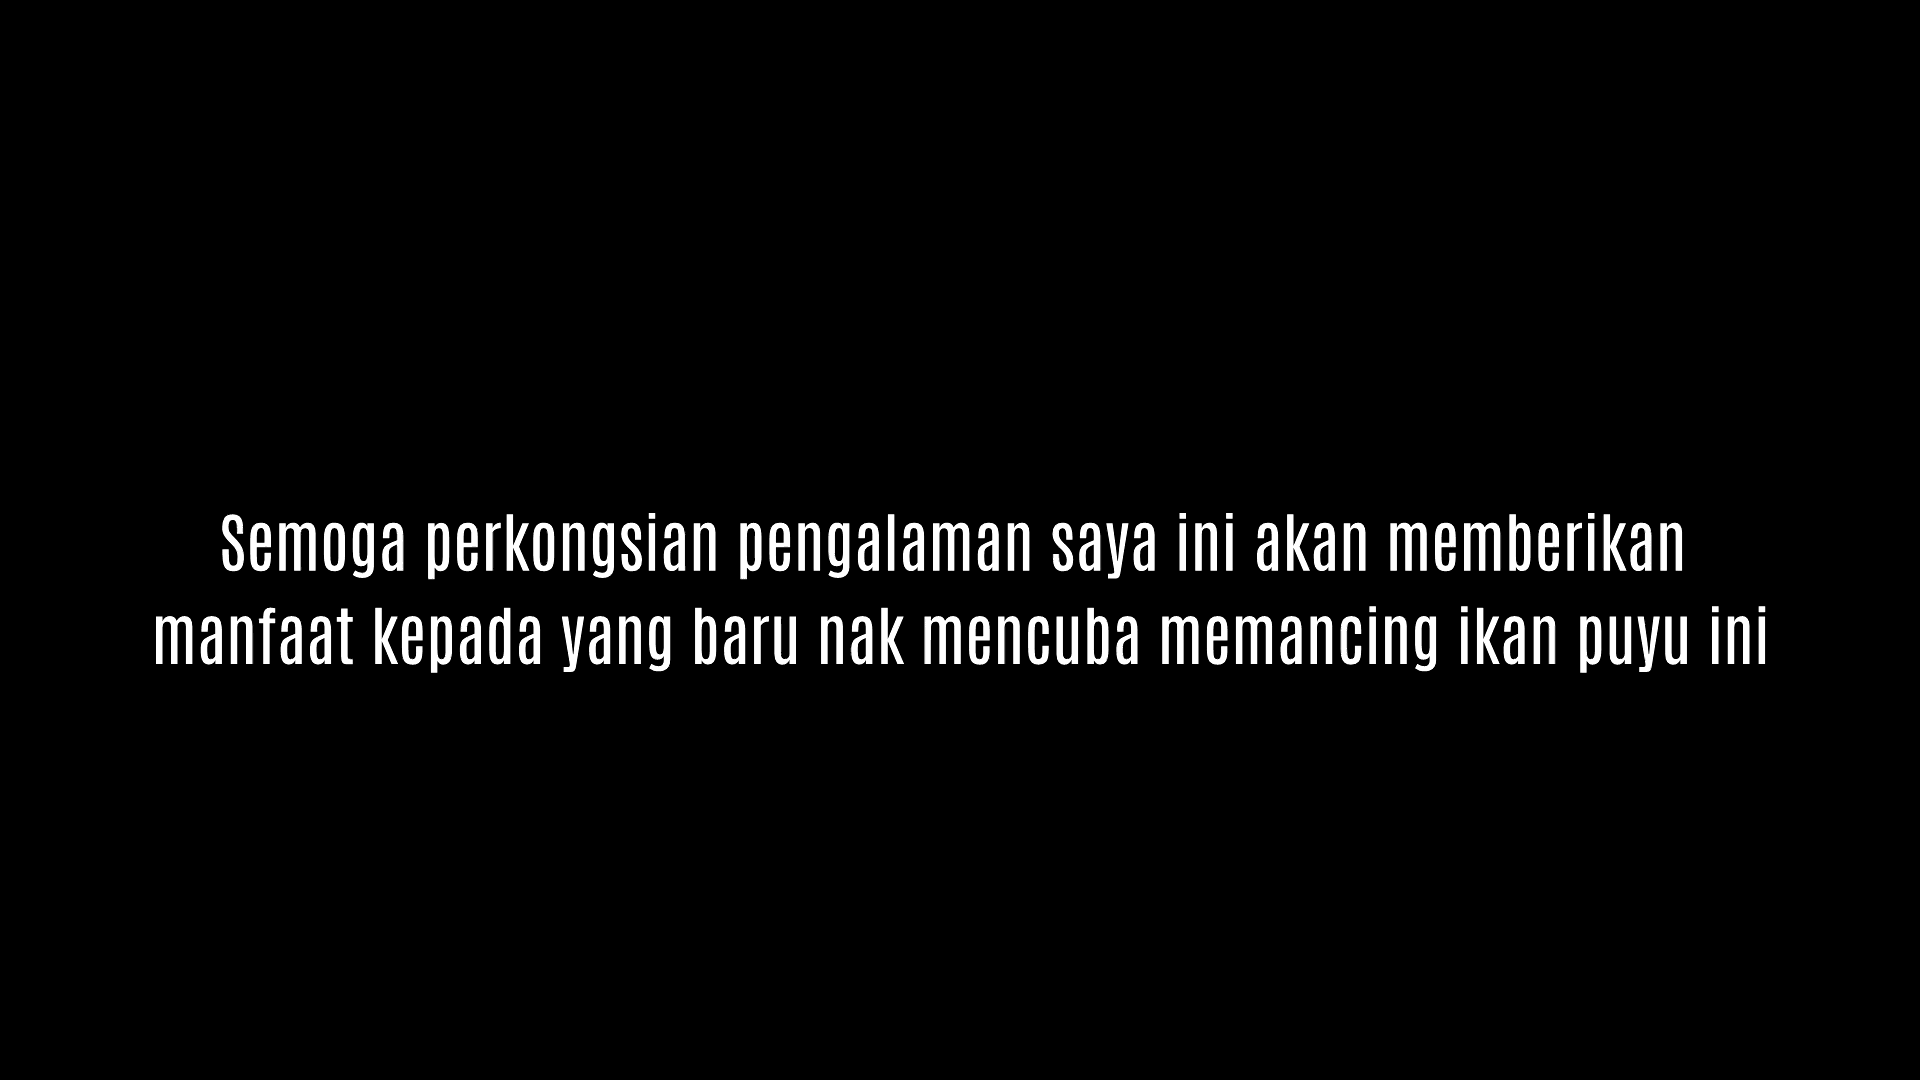 Semoga perkongsian pengalaman saya ini akan memberikan
manfaat kepada yang baru nak mencuba memancing ikan puyu ini